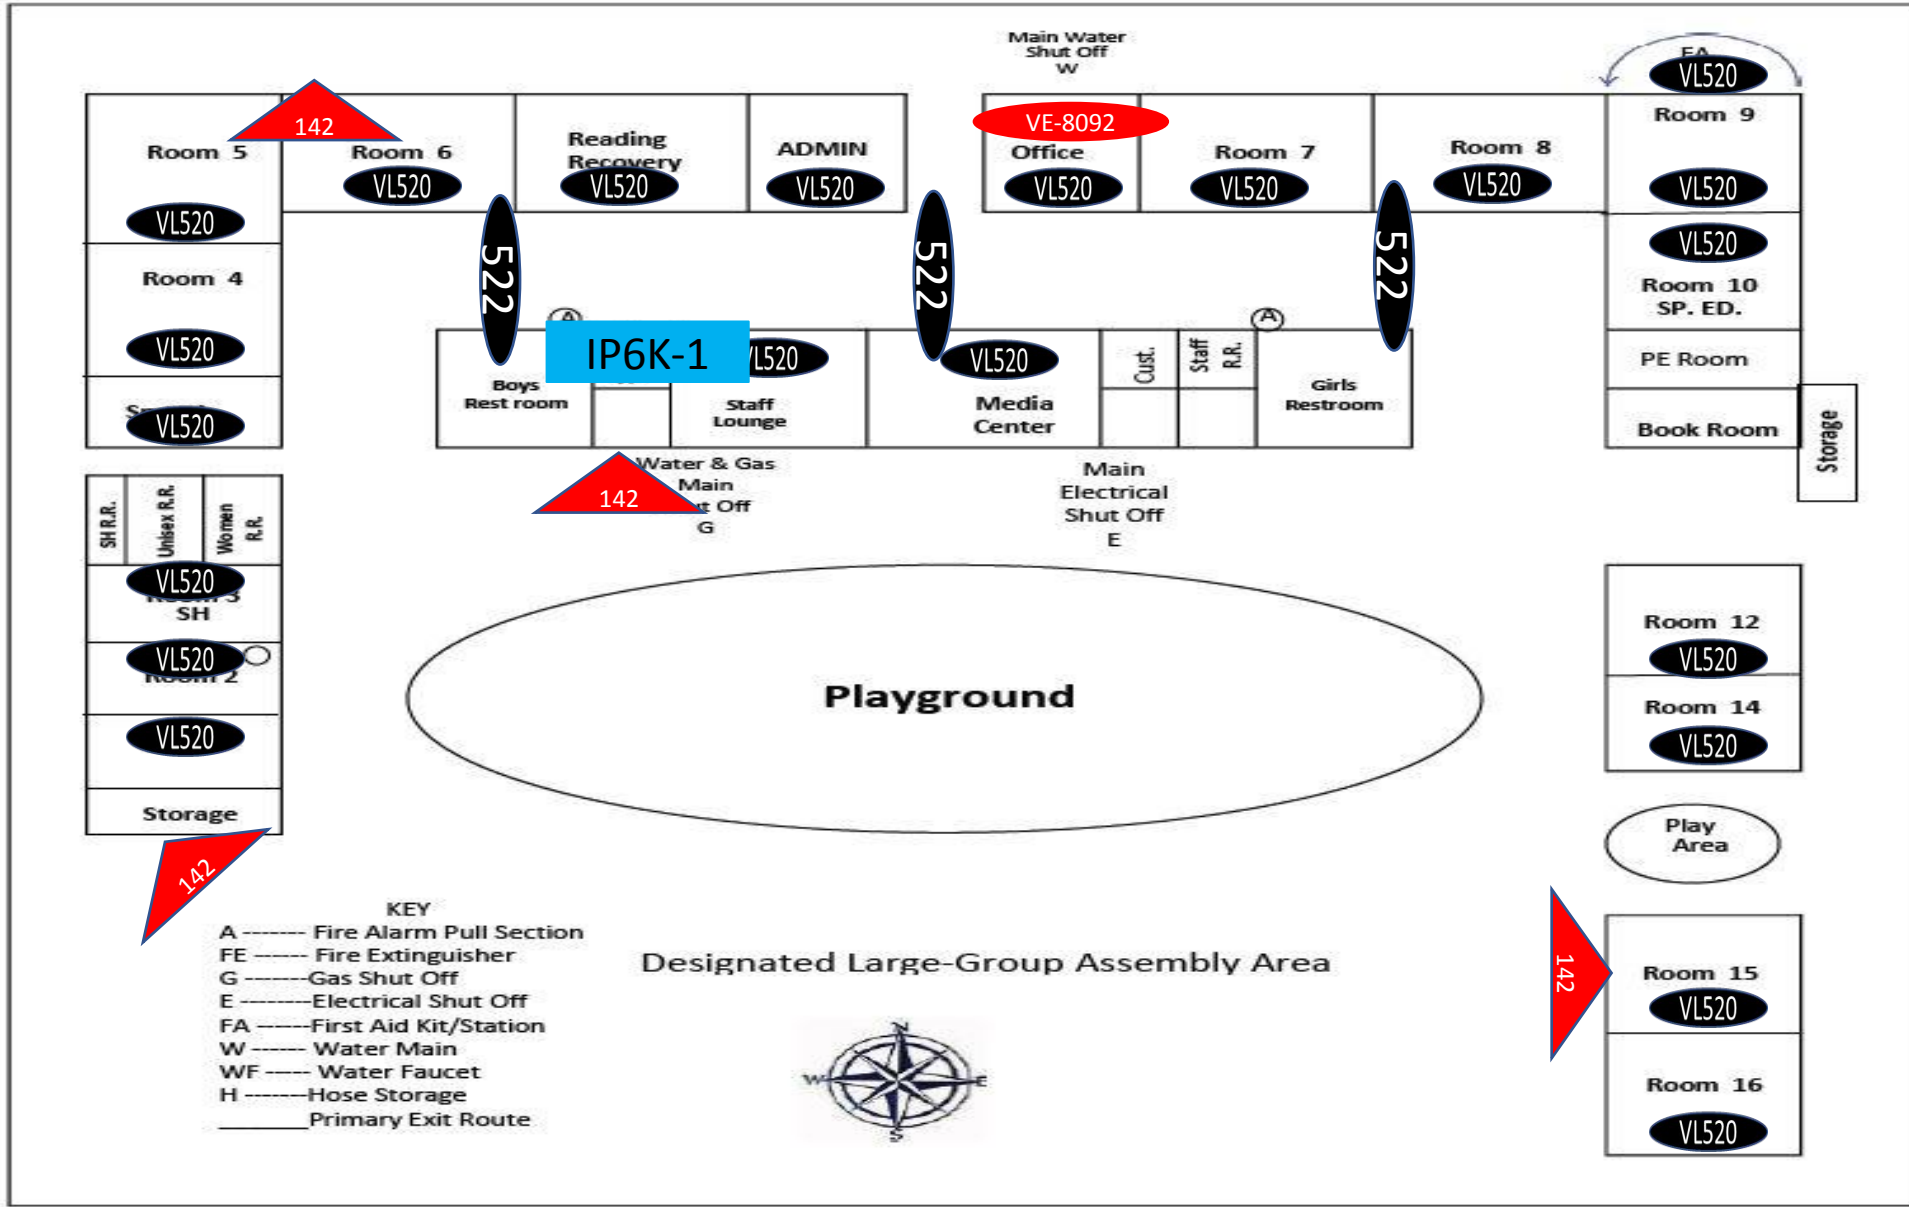 Main Water
Shut Off
W
FA
VL520
142
VE-8092
Room 5
Room 6
Reading
Recovery
ADMIN
Office
Room 7
Room 8
Room 9
VL520
VL520
VL520
VL520
VL520
VL520
VL520
VL520
522
522
522
VL520
Room 4
Room 10
SP. ED.
VL520
A
A
IP6K-1
VL520
VL520
Boys
Rest room
Staff
Lounge
Media
Center
Cust.
Staff
R.R.
Girls
Restroom
PE Room
Book Room
Storage
VL520
Water & Gas
Main
G
142
Main
Electrical
Shut Off
E
SH R.R.
Unisex R.R.
Women
R.R.
VL520
Room 3
SH
VL520
Room 2
VL520
Storage
142
Playground
Room 12
VL520
Room 14
VL520
Play
Area
142
Room 15
VL520
Room 16
VL520
KEY
A ------- Fire Alarm Pull Section
FE ------ Fire Extinguisher
G -------Gas Shut Off
E --------Electrical Shut Off
FA ------First Aid Kit/Station
W ------ Water Main
WF ----- Water Faucet
H -------Hose Storage
_______Primary Exit Route
Designated Large-Group Assembly Area
N
W
E
S